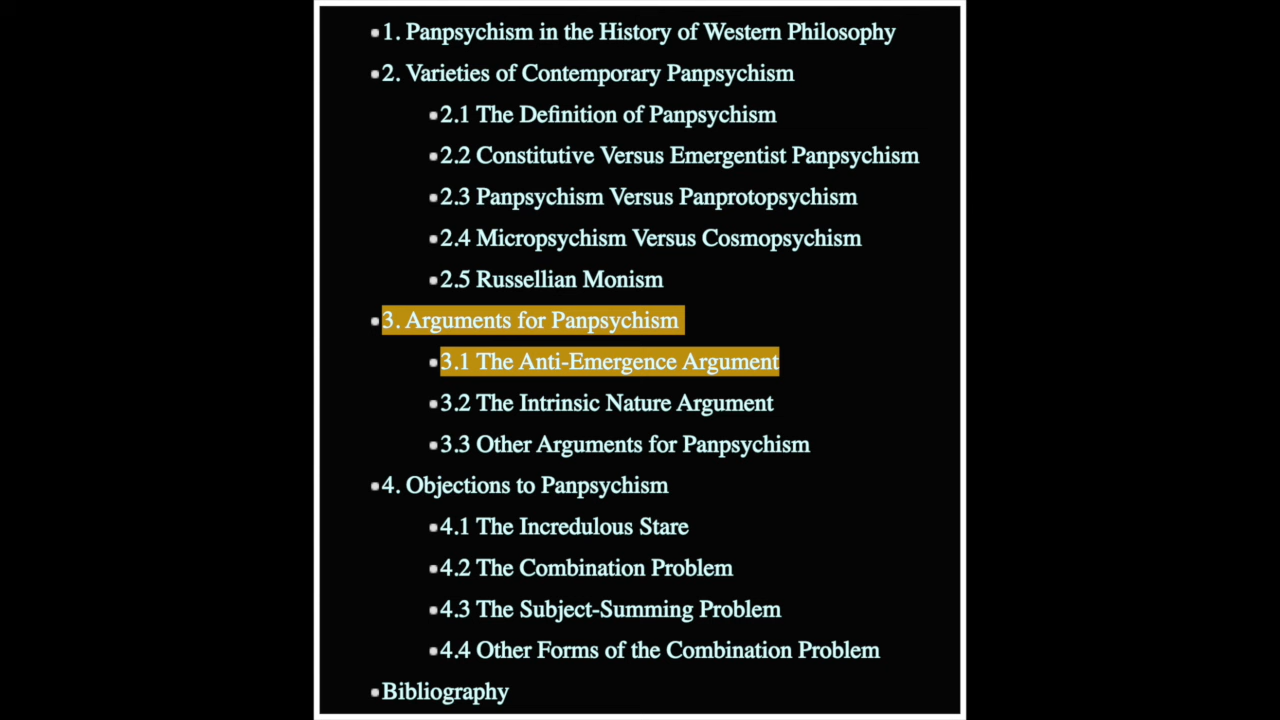 1. Panpsychism in the History of Western Philosophy
2. Varieties of Contemporary Panpsychism
2.1 The Definition of Panpsychism
2.2 Constitutive Versus Emergentist Panpsychism
2.3 Panpsychism Versus Panprotopsychism
2.4 Micropsychism Versus Cosmopsychism
2.5 Russellian Monism
3. Arguments for Panpsychism
3.1 The Anti-Emergence Argument
3.2 The Intrinsic Nature Argument
3.3 Other Arguments for Panpsychism
4. Objections to Panpsychism
4.1 The Incredulous Stare
4.2 The Combination Problem
4.3 The Subject-Summing Problem
4.4 Other Forms of the Combination Problem
Bibliography